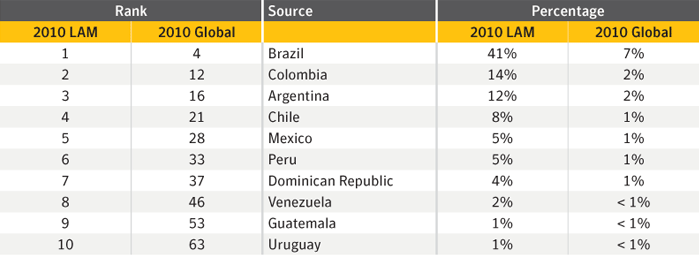 Rank Source Percentage
2010 LAM 2010 Global 2010 LAM 2010 Global
1 4 Brazil 41% 7%
2 12 Colombia 14% 2%
3 16 Argentina 12% 2%
4 21 Chile 8% 1%
5 28 Mexico 5% 1%
6 33 Peru 5% 1%
7 37 Dominican Republic 4% 1%
8 46 Venezuela 2% < 1%
9 53 Guatemala 1% < 1%
10 63 Uruguay 1% < 1%